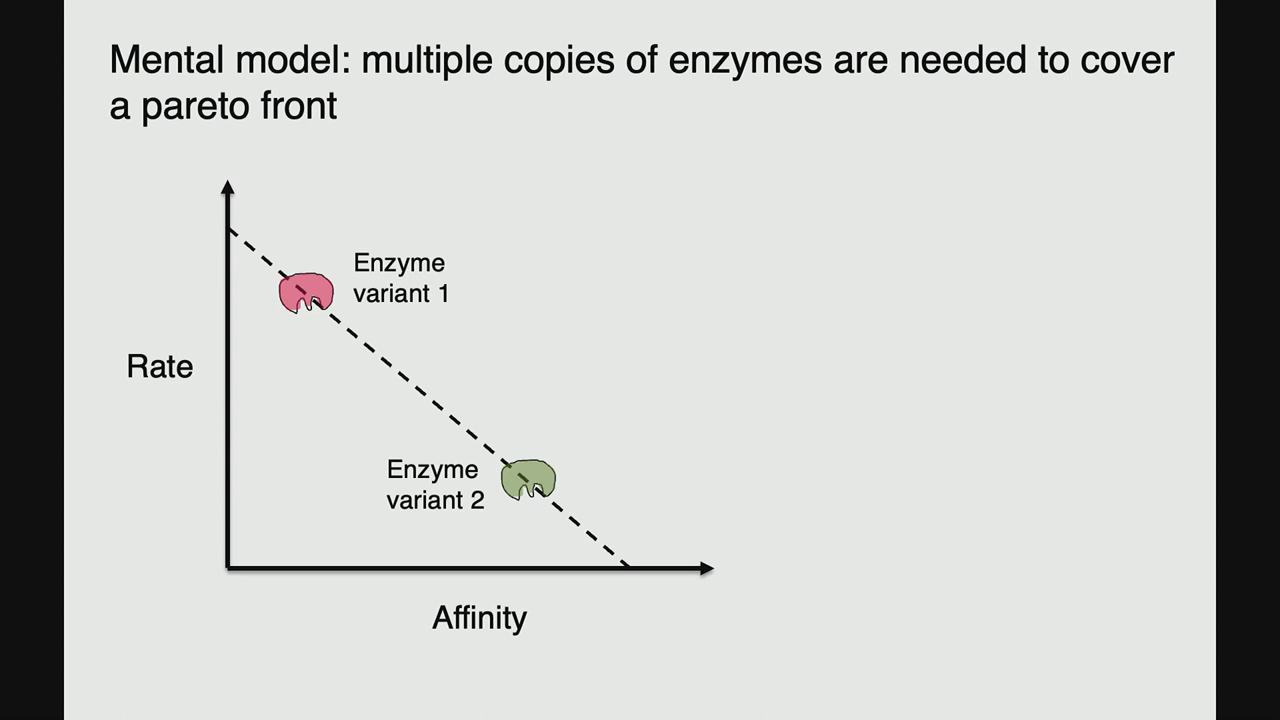 Mental model: multiple copies of enzymes are needed to cover
a pareto front
Enzyme
variant 1
Rate
Enzyme
variant 2
Affinity